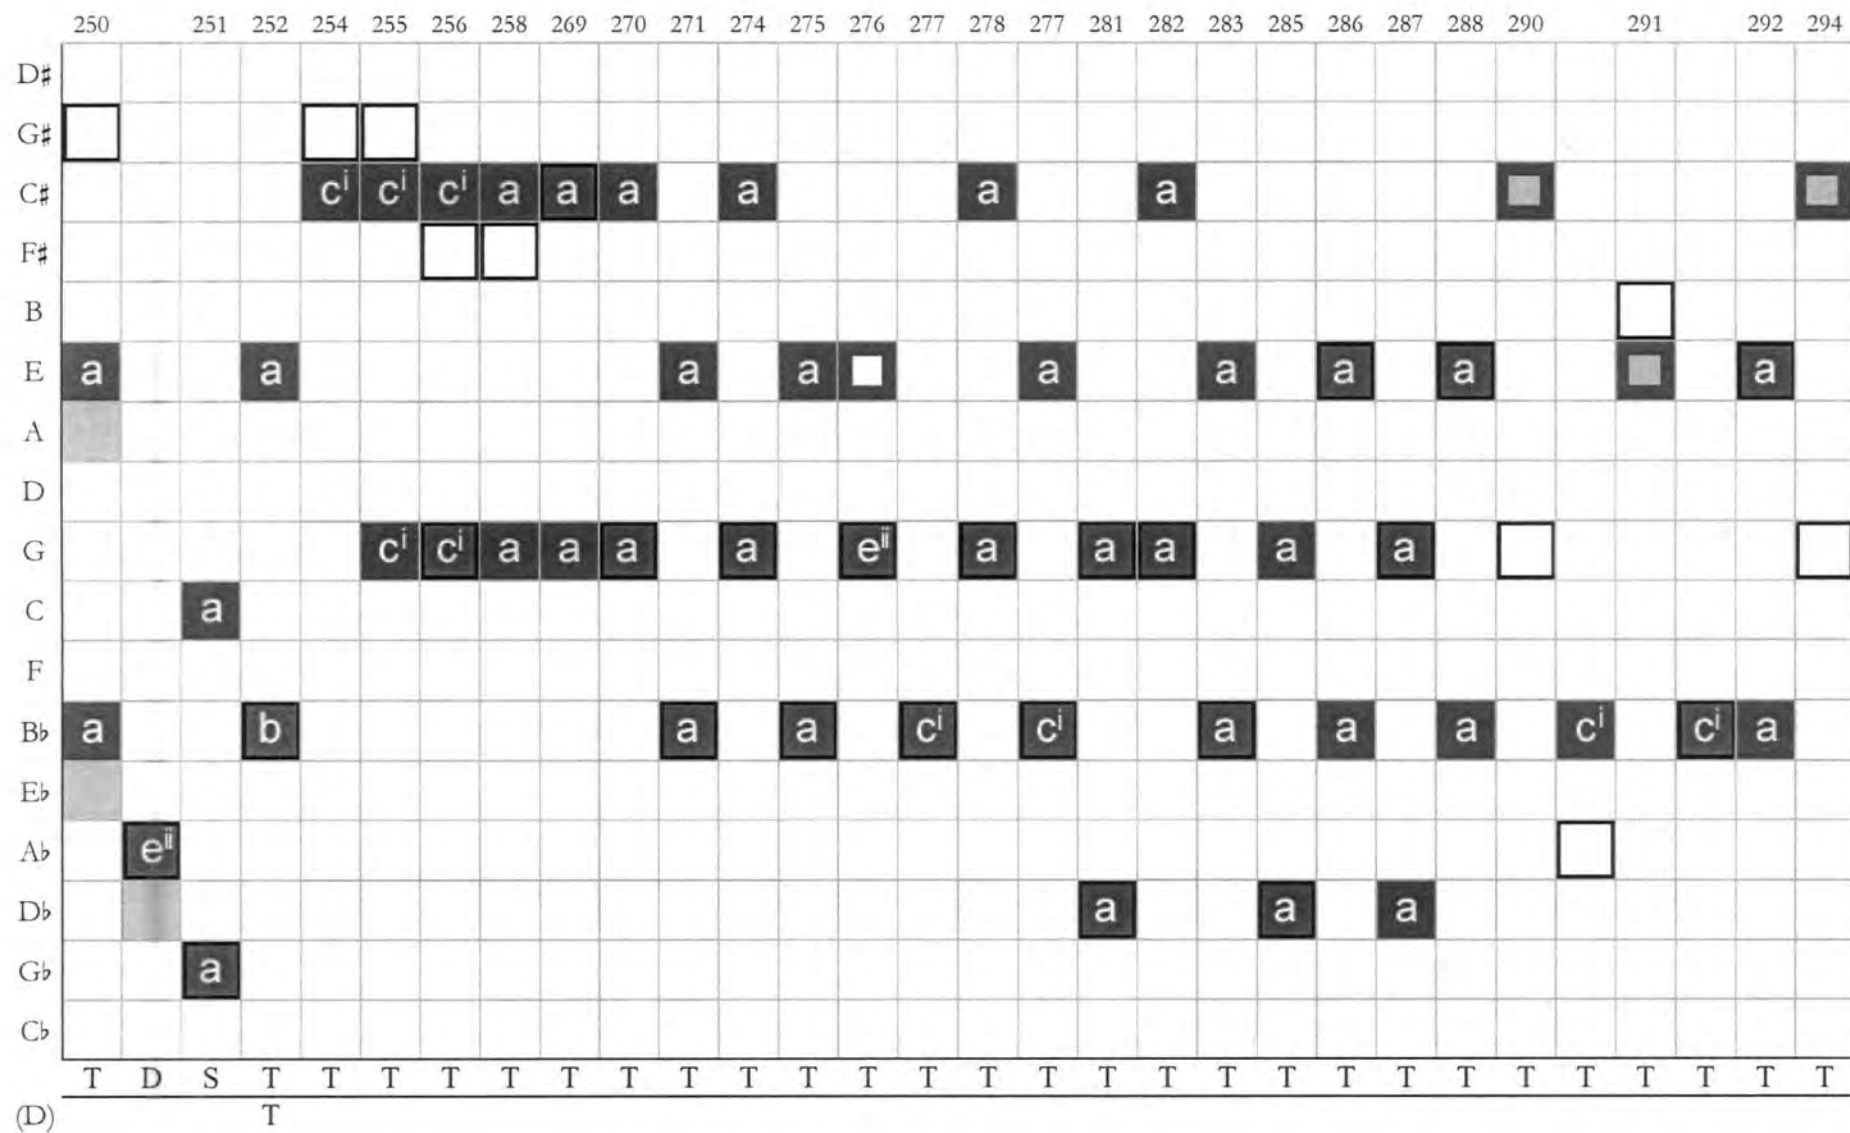 250 251 252 254 255 256 258 269 270 271 274 275 276 277 278 277 281 282 283 285 286 287 288 290 291 292 294
D♯
G♯
C♯ cⁱ cⁱ cⁱ a a a a a a
F♯
B
E a a a a a a a a a
A
D
G cⁱ cⁱ a a a a eⁱⁱ a a a a a
C a
F
B♭ a b a a cⁱ cⁱ a a a cⁱ cⁱ a
E♭
A♭ eⁱⁱ
D♭ a a a
G♭ a
C♭
T D S T T T T T T T T T T T T T T T T T T T T T T T T T T
(D) T